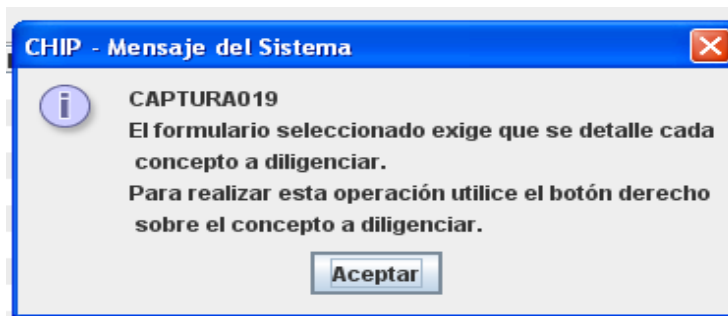 CHIP - Mensaje del Sistema
CAPTURA019
El formulario seleccionado exige que se detalle cada
concepto a diligenciar.
Para realizar esta operación utilice el botón derecho
sobre el concepto a diligenciar.
Aceptar